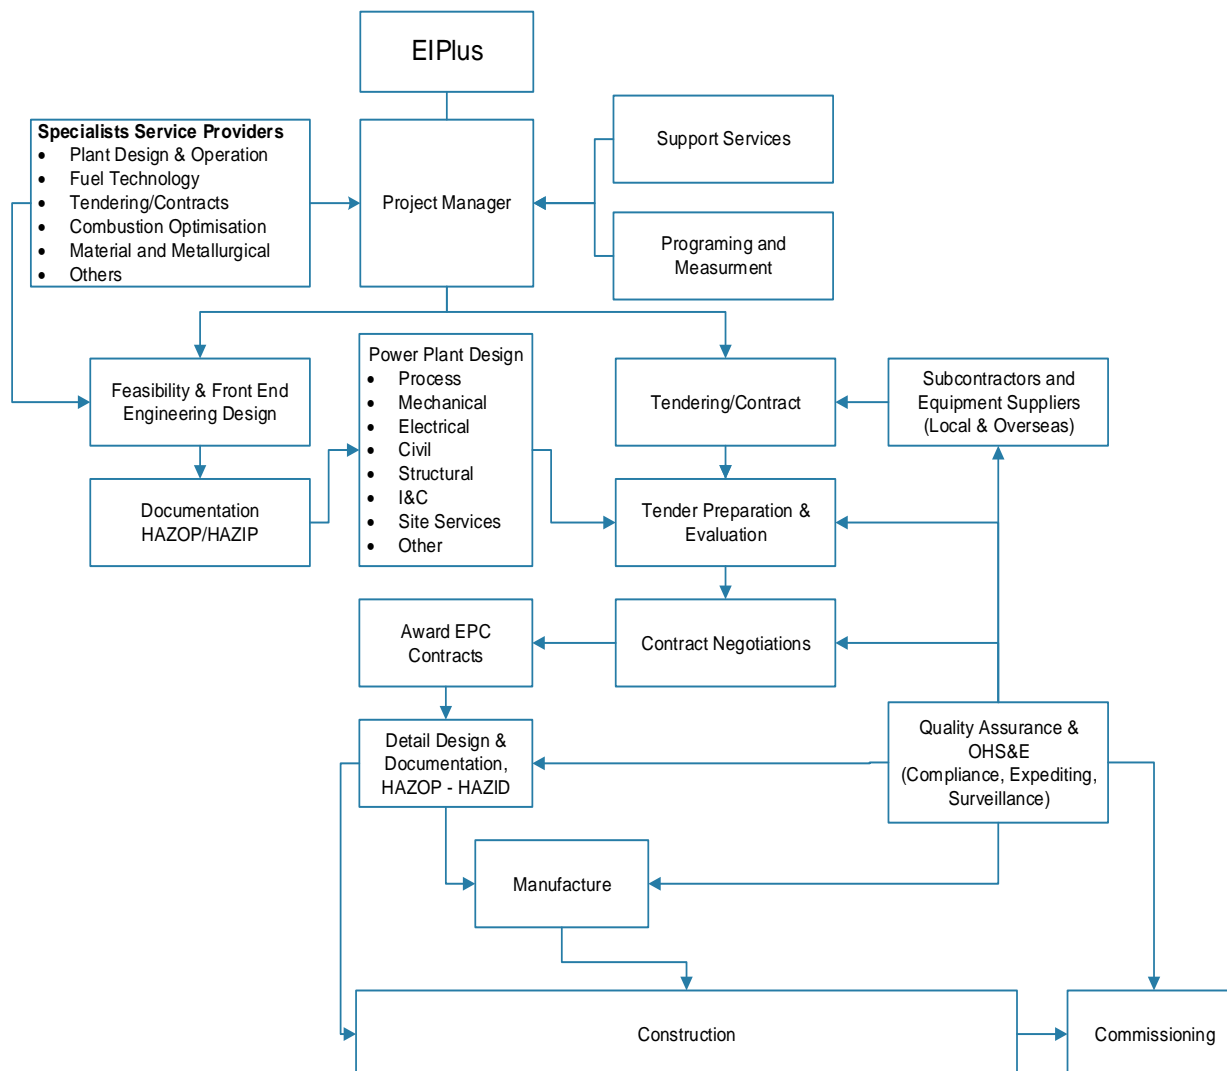 EIPlus
Specialists Service Providers
• Plant Design & Operation
• Fuel Technology
• Tendering/Contracts
• Combustion Optimisation
• Material and Metallurgical
• Others
Project Manager
Support Services
Programing and
Measurment
Feasibility & Front End
Engineering Design
Documentation
HAZOP/HAZIP
Power Plant Design
• Process
• Mechanical
• Electrical
• Civil
• Structural
• I&C
• Site Services
• Other
Tendering/Contract
Subcontractors and
Equipment Suppliers
(Local & Overseas)
Tender Preparation &
Evaluation
Award EPC
Contracts
Contract Negotiations
Detail Design &
Documentation,
HAZOP - HAZID
Quality Assurance &
OHS&E
(Compliance, Expediting,
Surveillance)
Manufacture
Construction
Commissioning